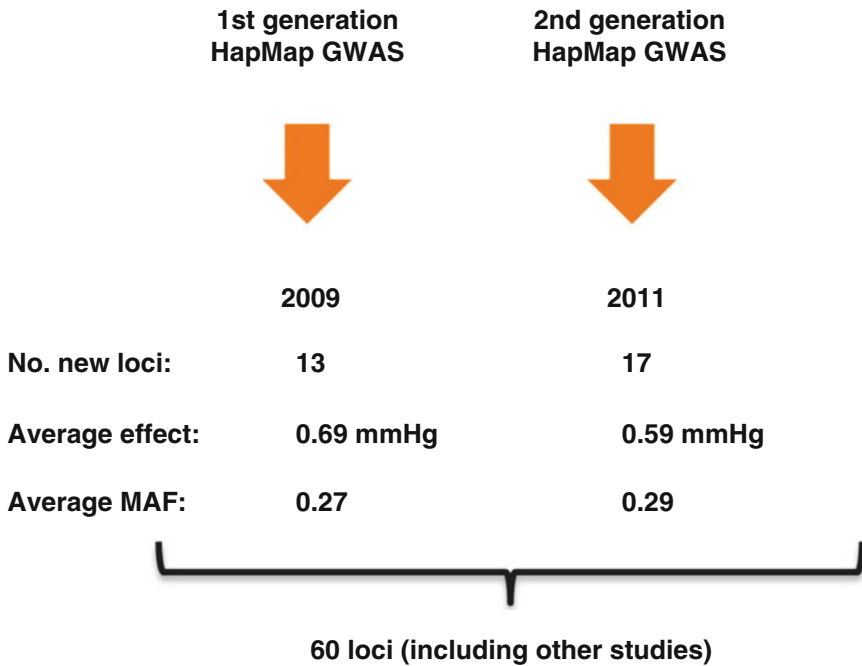 1st generation
HapMap GWAS
2nd generation
HapMap GWAS
2009 2011
No. new loci: 13 17
Average effect: 0.69 mmHg 0.59 mmHg
Average MAF: 0.27 0.29
60 loci (including other studies)